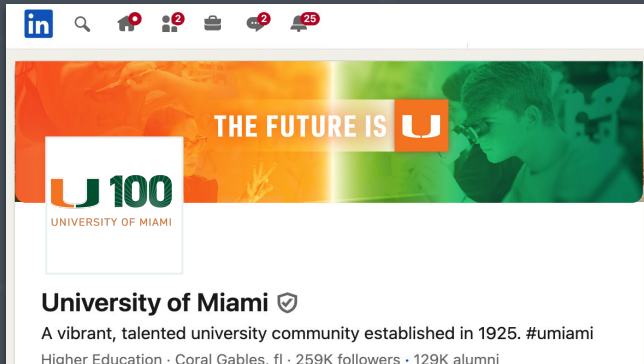 in
2
2
25
THE FUTURE IS U
U 100
UNIVERSITY OF MIAMI
University of Miami
A vibrant, talented university community established in 1925. #umiami
Higher Education · Coral Gables, fl · 259K followers · 129K alumni